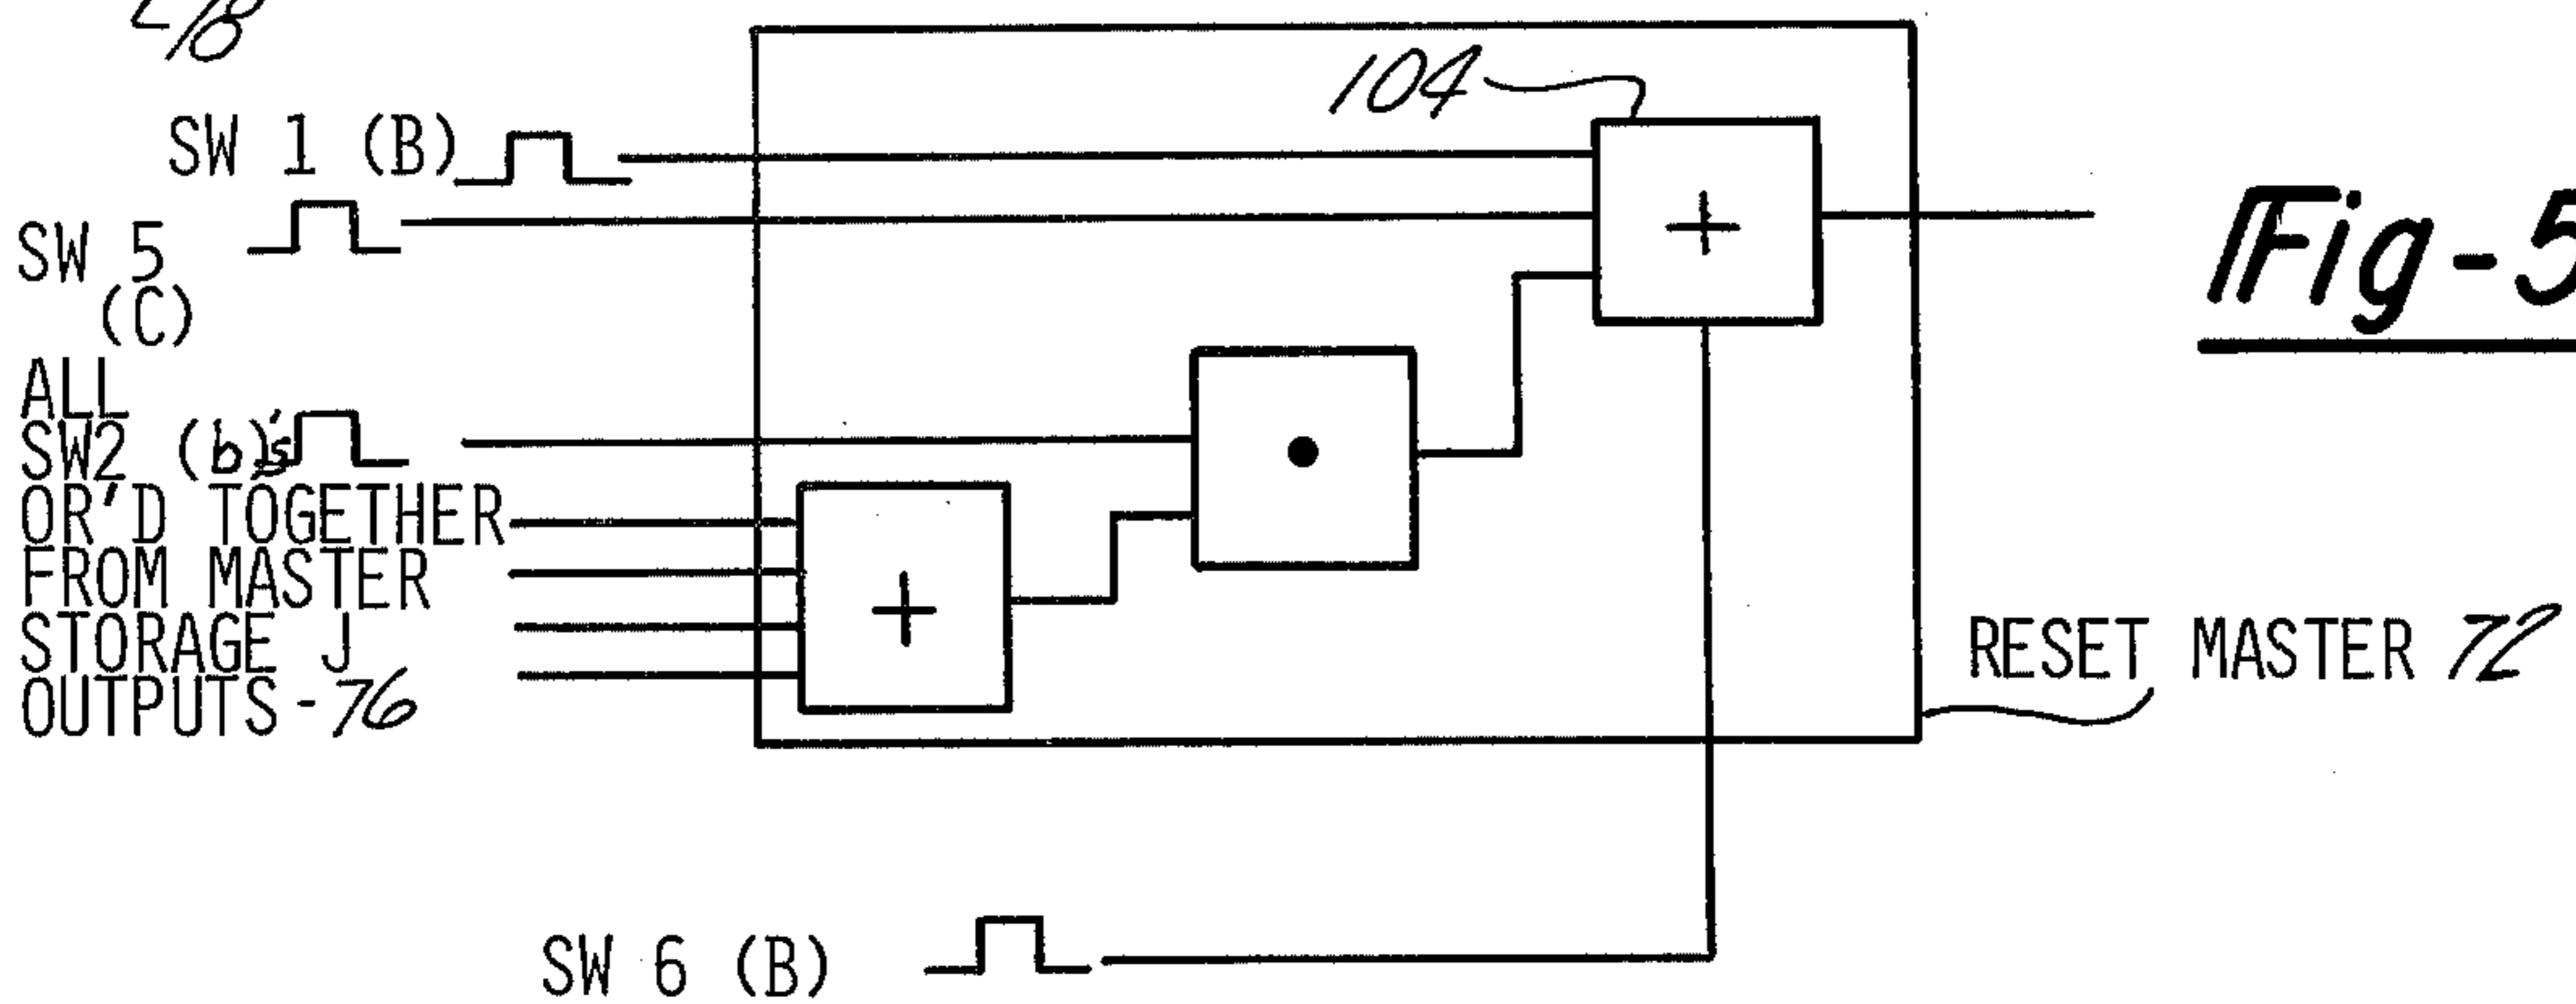 104
SW 1 (B)
SW 5
(C)
ALL
SW2 (b)'s
OR'D TOGETHER
FROM MASTER
STORAGE J
OUTPUTS-76
+
•
+
Fig-5
RESET MASTER 72
SW 6 (B)